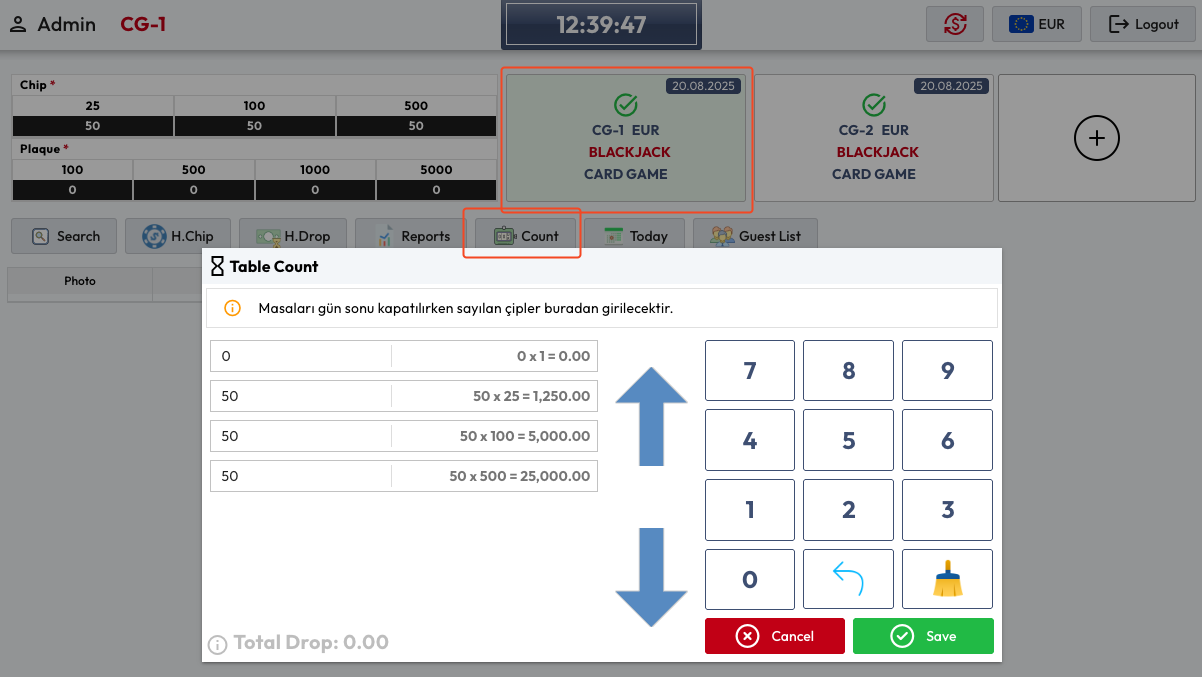 Admin CG-1
12:39:47
EUR
Logout
Chip *
25 100 500
50 50 50
Plaque *
100 500 1000 5000
0 0 0 0
20.08.2025
CG-1 EUR
BLACKJACK
CARD GAME
20.08.2025
CG-2 EUR
BLACKJACK
CARD GAME
Search H.Chip H.Drop Reports Count Today Guest List
Photo
Table Count
Masaları gün sonu kapatılırken sayılan çipler buradan girilecektir.
0 0 x 1 = 0.00
50 50 x 25 = 1,250.00
50 50 x 100 = 5,000.00
50 50 x 500 = 25,000.00
7 8 9
4 5 6
1 2 3
0
Total Drop: 0.00
Cancel Save